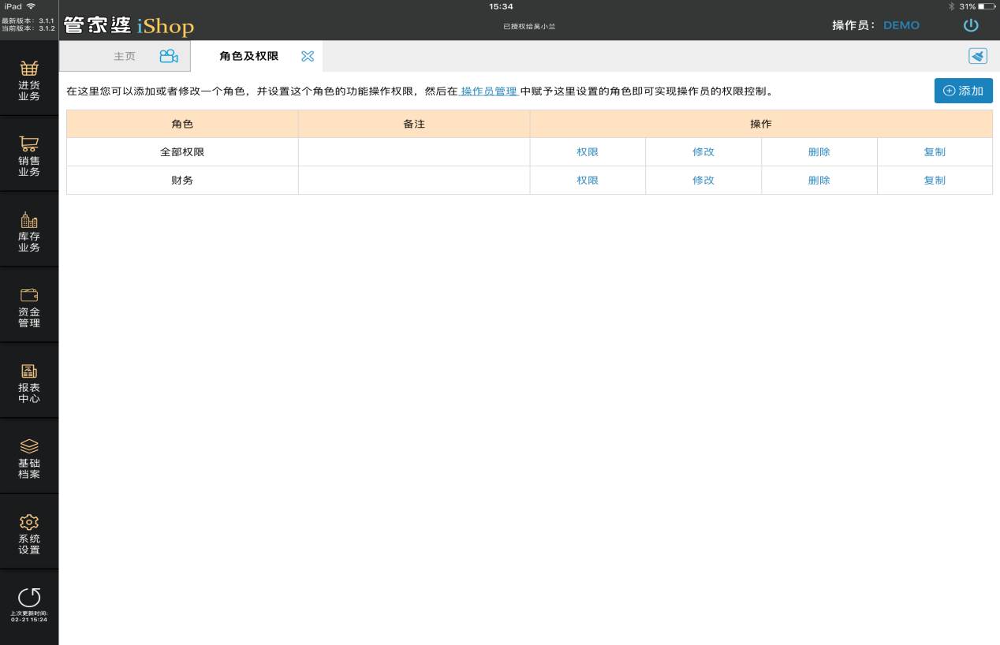 iPad 15:34 31%
最新版本：3.1.1
当前版本：3.1.2
管家婆 iShop
已授权给吴小兰
操作员： DEMO
主页 角色及权限
在这里您可以添加或者修改一个角色，并设置这个角色的功能操作权限，然后在 操作员管理 中赋予这里设置的角色即可实现操作员的权限控制。
添加
角色 备注 操作
全部权限 权限 修改 删除 复制
财务 权限 修改 删除 复制
进货
业务
销售
业务
库存
业务
资金
管理
报表
中心
基础
档案
系统
设置
上次更新时间:
02-21 15:24